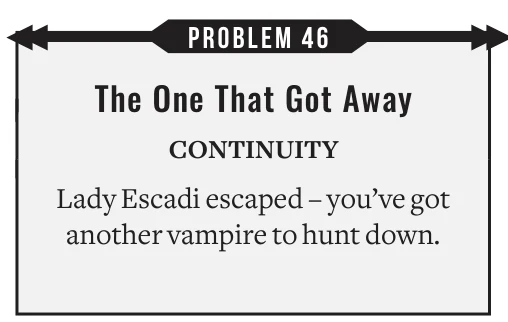 PROBLEM 46
The One That Got Away
CONTINUITY
Lady Escadi escaped – you’ve got
another vampire to hunt down.